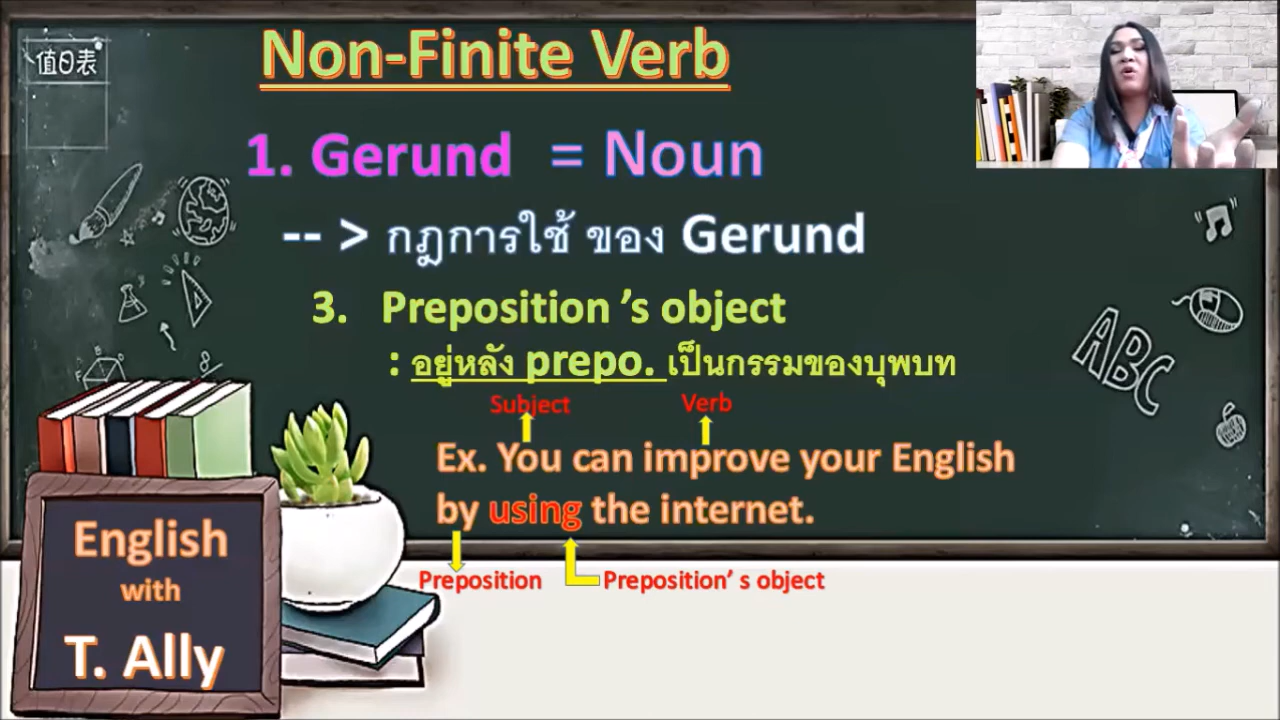 值日表
Non-Finite Verb
1. Gerund = Noun
-- > กฎการใช้ ของ Gerund
3. Preposition ’s object
: อยู่หลัง prepo. เป็นกรรมของบุพบท
Subject Verb
Ex. You can improve your English
by using the internet.
Preposition Preposition’ s object
ABC
English
with
T. Ally